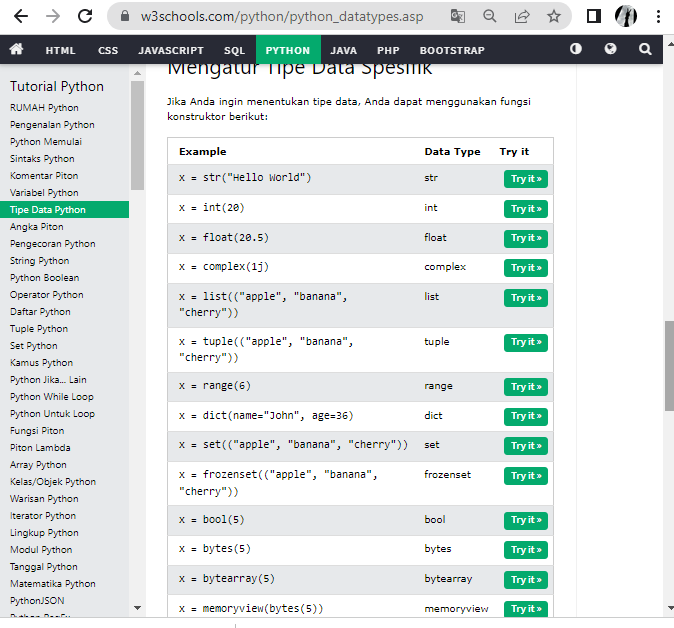 w3schools.com/python/python_datatypes.asp
HTML CSS JAVASCRIPT SQL PYTHON JAVA PHP BOOTSTRAP
Tutorial Python
RUMAH Python
Pengenalan Python
Python Memulai
Sintaks Python
Komentar Piton
Variabel Python
Tipe Data Python
Angka Piton
Pengecoran Python
String Python
Python Boolean
Operator Python
Daftar Python
Tuple Python
Set Python
Kamus Python
Python Jika... Lain
Python While Loop
Python Untuk Loop
Fungsi Piton
Piton Lambda
Array Python
Kelas/Objek Python
Warisan Python
Iterator Python
Lingkup Python
Modul Python
Tanggal Python
Matematika Python
PythonJSON
Python RegEx
Mengatur Tipe Data Spesifik
Jika Anda ingin menentukan tipe data, Anda dapat menggunakan fungsi
konstruktor berikut:
Example Data Type Try it
x = str("Hello World") str Try it »
x = int(20) int Try it »
x = float(20.5) float Try it »
x = complex(1j) complex Try it »
x = list(("apple", "banana", list Try it »
"cherry"))
x = tuple(("apple", "banana", tuple Try it »
"cherry"))
x = range(6) range Try it »
x = dict(name="John", age=36) dict Try it »
x = set(("apple", "banana", "cherry")) set Try it »
x = frozenset(("apple", "banana", frozenset Try it »
"cherry"))
x = bool(5) bool Try it »
x = bytes(5) bytes Try it »
x = bytearray(5) bytearray Try it »
x = memoryview(bytes(5)) memoryview Try it »